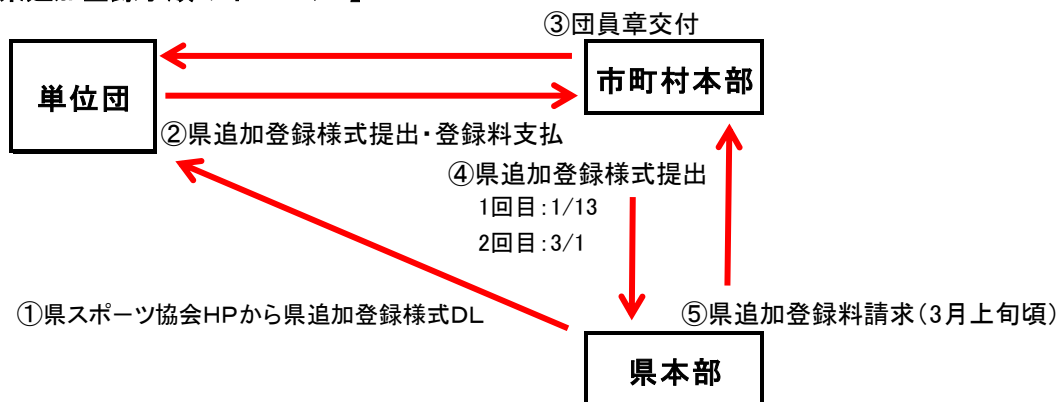 ③団員章交付
単位団
市町村本部
②県追加登録様式提出・登録料支払
④県追加登録様式提出
1回目:1/13
2回目:3/1
①県スポーツ協会HPから県追加登録様式DL
⑤県追加登録料請求(3月上旬頃)
県本部